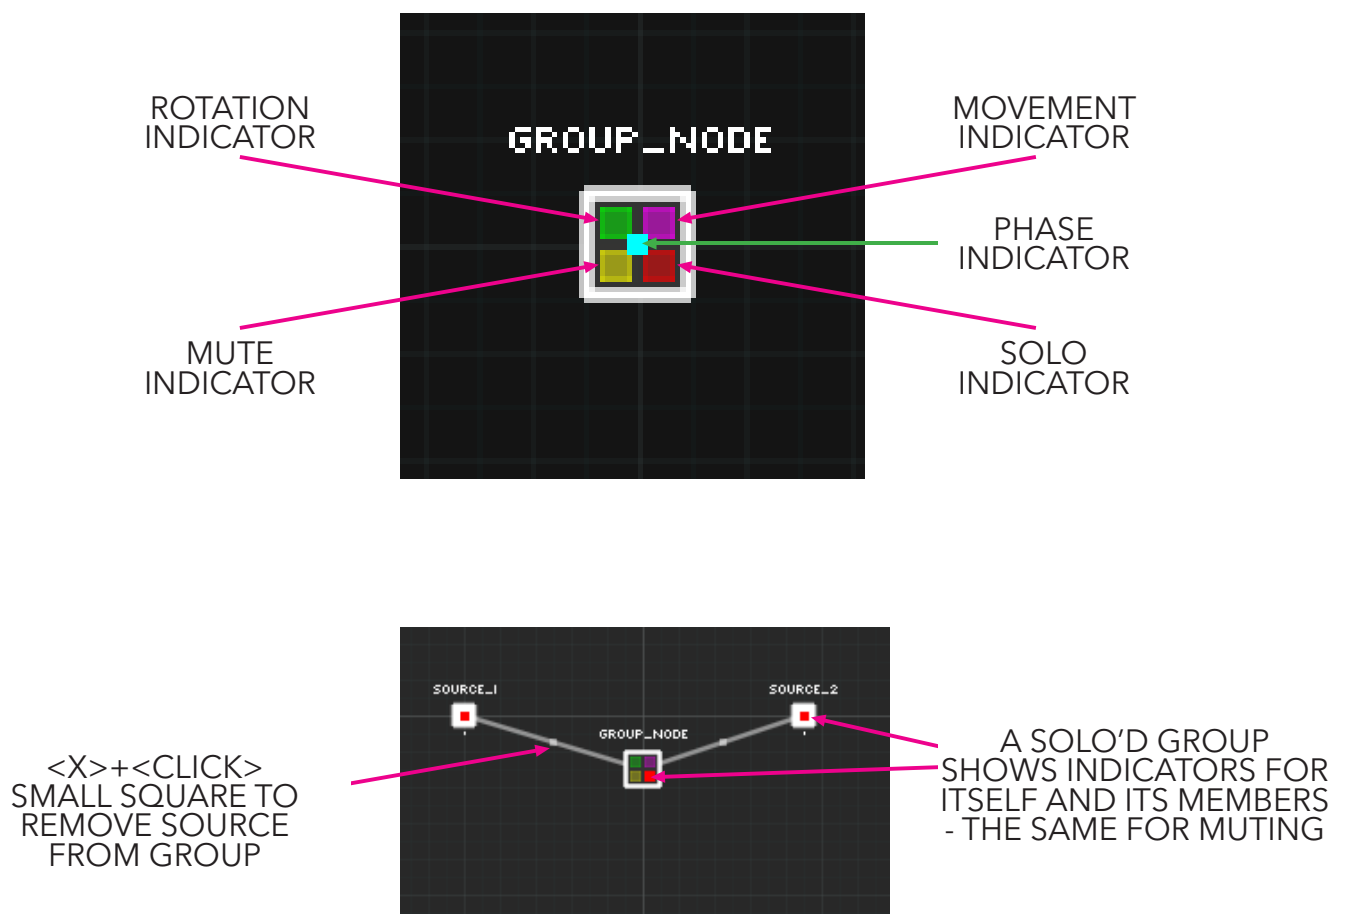 ROTATION
INDICATOR
MOVEMENT
INDICATOR
GROUP_NODE
PHASE
INDICATOR
MUTE
INDICATOR
SOLO
INDICATOR
SOURCE_1
SOURCE_2
GROUP_NODE
<X>+<CLICK>
SMALL SQUARE TO
REMOVE SOURCE
FROM GROUP
A SOLO’D GROUP
SHOWS INDICATORS FOR
ITSELF AND ITS MEMBERS
- THE SAME FOR MUTING